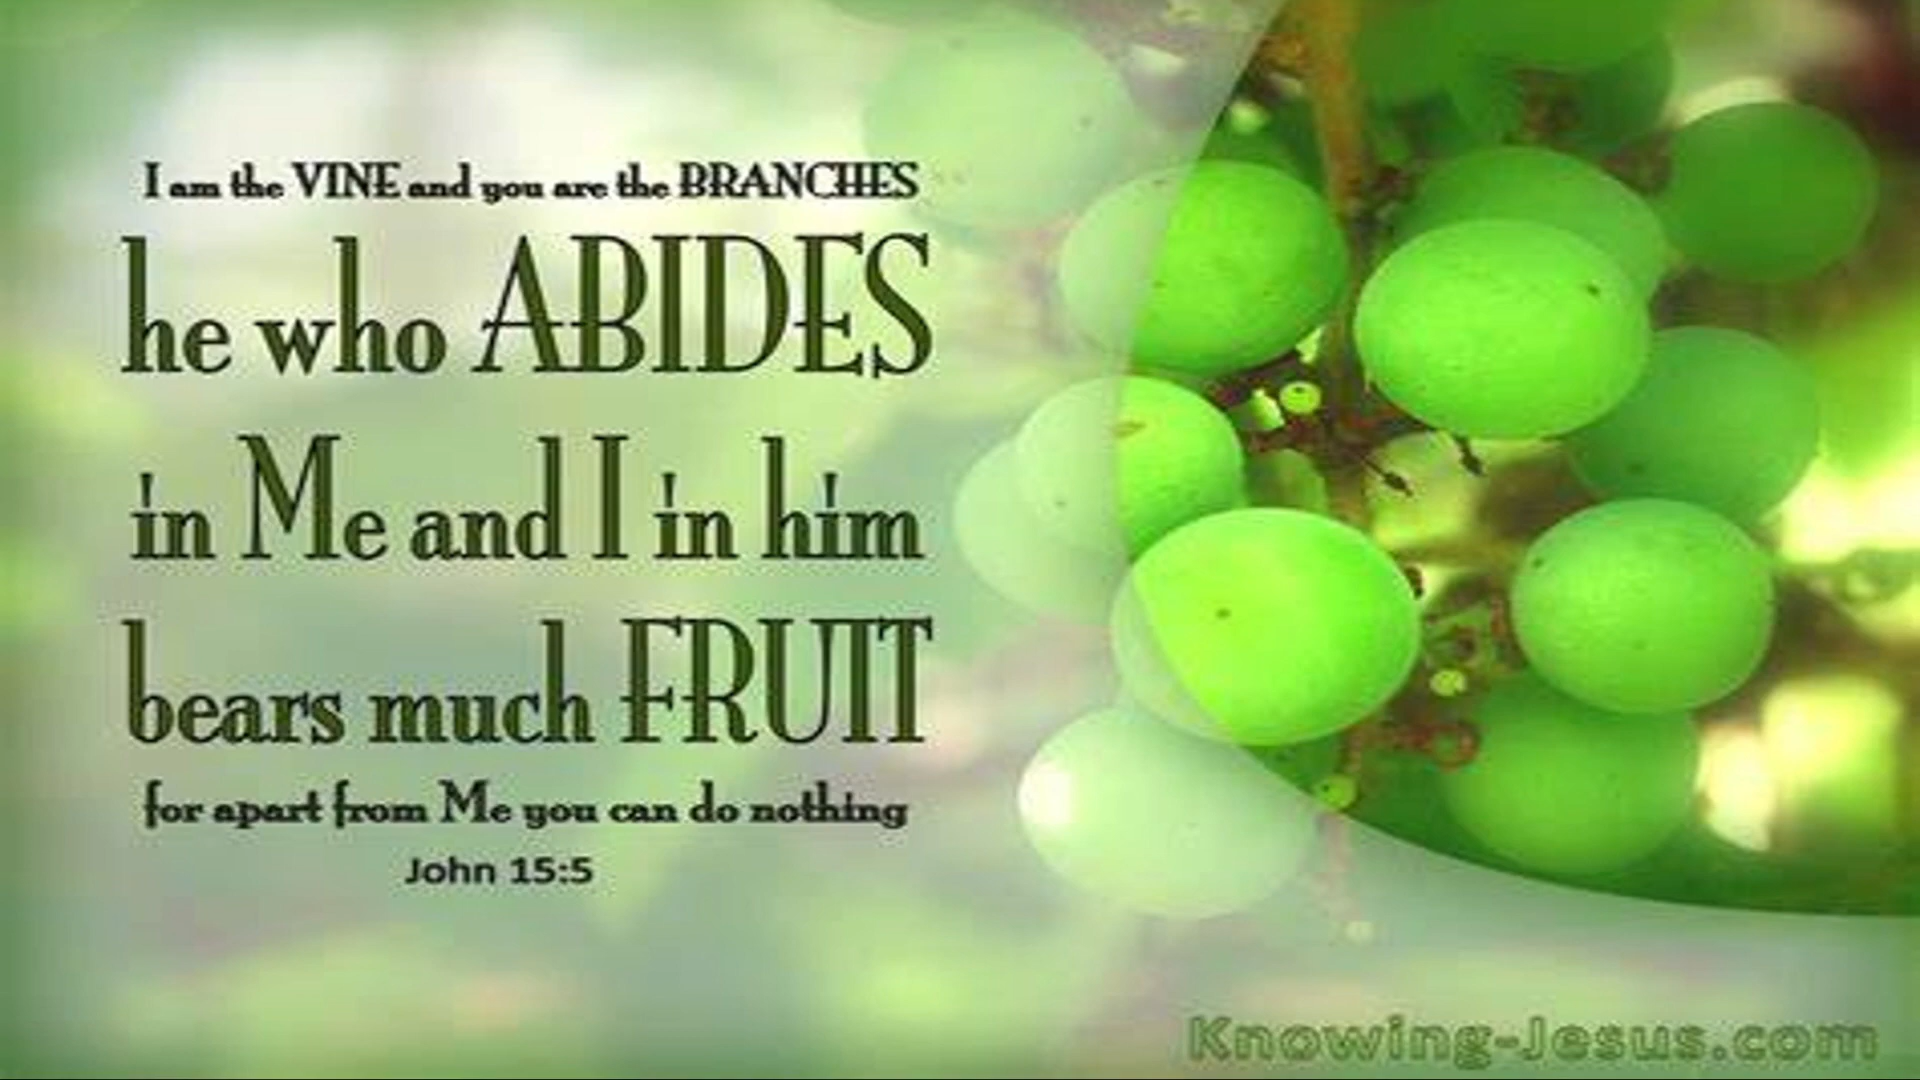 I am the VINE and you are the BRANCHES
he who ABIDES
in Me and I in him
bears much FRUIT
for apart from Me you can do nothing
John 15:5
Knowing-Jesus.com